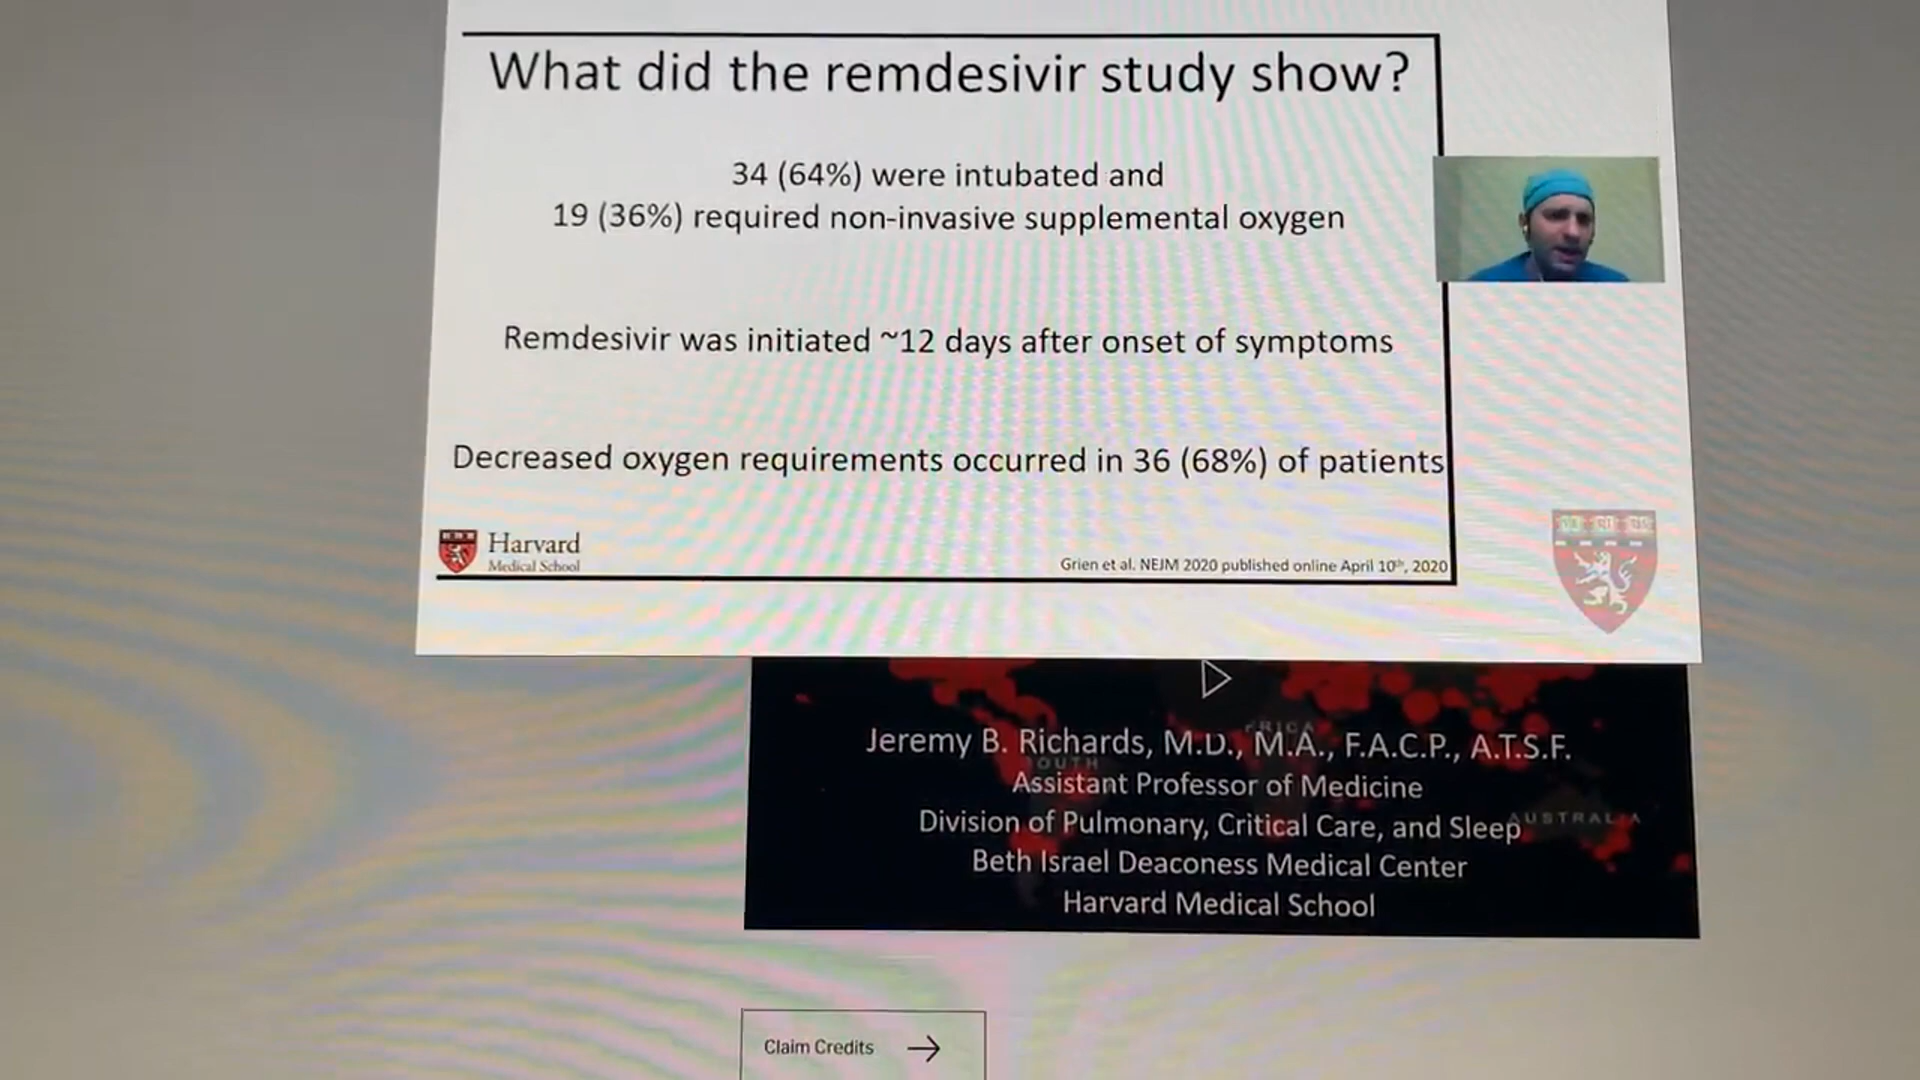 What did the remdesivir study show?
34 (64%) were intubated and
19 (36%) required non-invasive supplemental oxygen
Remdesivir was initiated ~12 days after onset of symptoms
Decreased oxygen requirements occurred in 36 (68%) of patients
Harvard
Medical School
Grien et al. NEJM 2020 published online April 10th, 2020
Jeremy B. Richards, M.D., M.A., F.A.C.P., A.T.S.F.
Assistant Professor of Medicine
Division of Pulmonary, Critical Care, and Sleep
Beth Israel Deaconess Medical Center
Harvard Medical School
Claim Credits